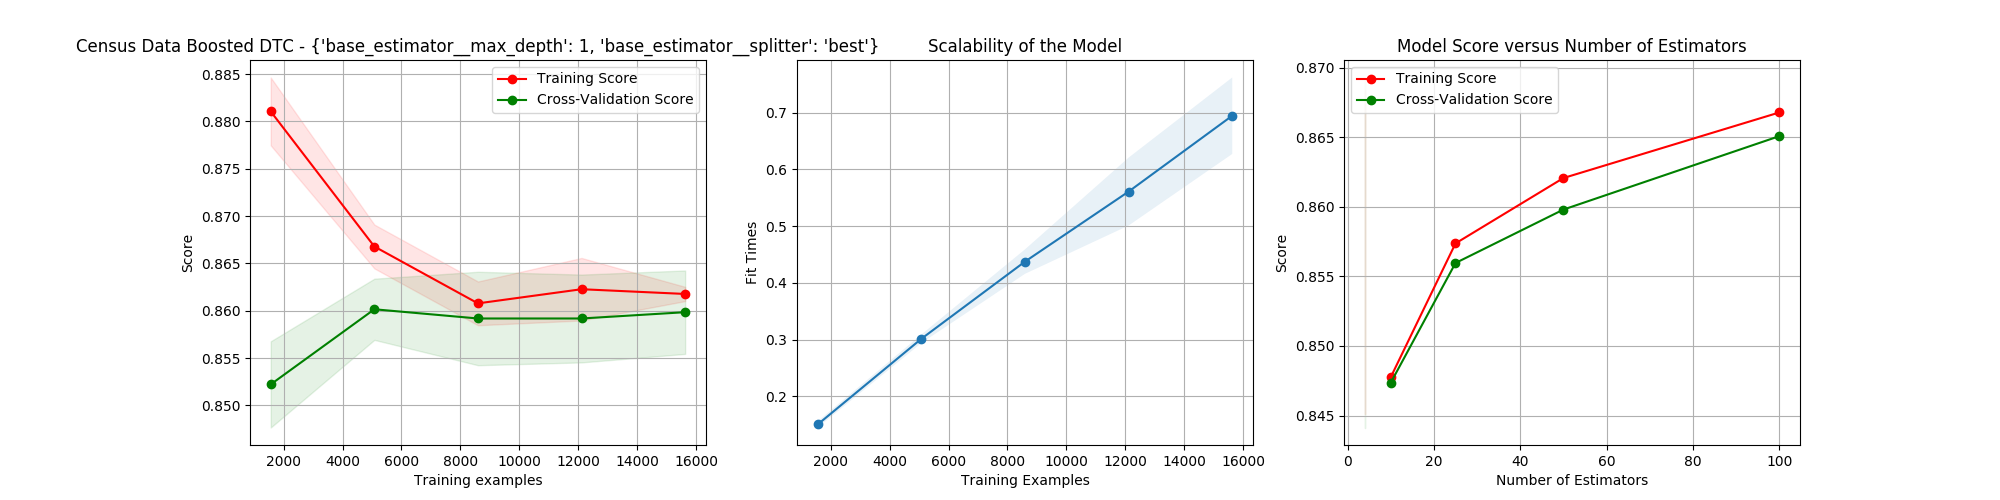 Census Data Boosted DTC - {'base_estimator__max_depth': 1, 'base_estimator__splitter': 'best'}
Training Score
Cross-Validation Score
0.885
0.880
0.875
0.870
0.865
0.860
0.855
0.850
Score
2000 4000 6000 8000 10000 12000 14000 16000
Training examples
Scalability of the Model
0.7
0.6
0.5
0.4
0.3
0.2
Fit Times
2000 4000 6000 8000 10000 12000 14000 16000
Training Examples
Model Score versus Number of Estimators
Training Score
Cross-Validation Score
0.870
0.865
0.860
0.855
0.850
0.845
Score
0 20 40 60 80 100
Number of Estimators